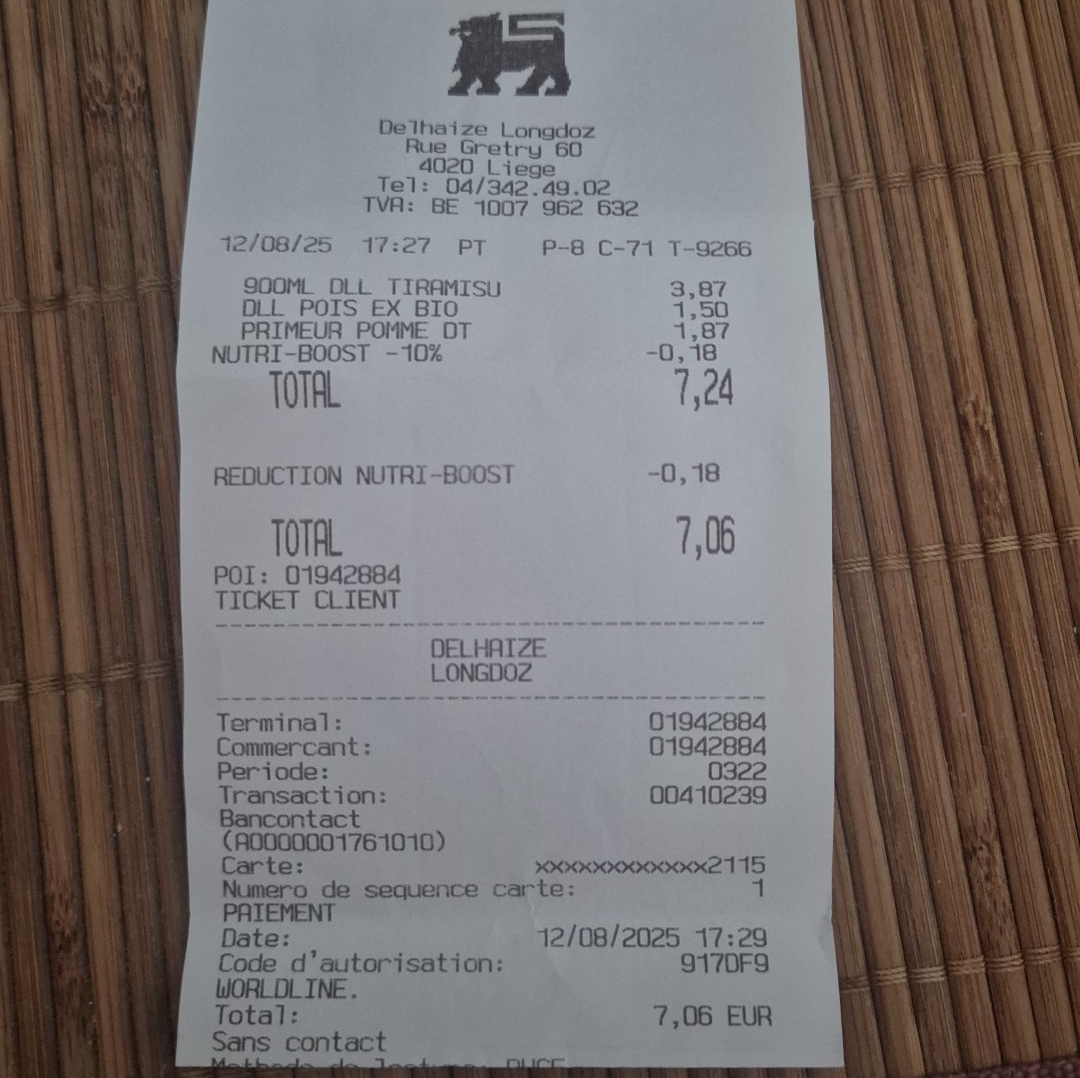 Delhaize Longdoz
Rue Gretry 60
4020 Liege
Tel: 04/342.49.02
TVA: BE 1007 962 632
12/08/25 17:27 PT P-8 C-71 T-9266
900ML DLL TIRAMISU 3,87
DLL POIS EX BIO 1,50
PRIMEUR POMME DT 1,87
NUTRI-BOOST -10% -0,18
TOTAL 7,24
REDUCTION NUTRI-BOOST -0,18
TOTAL 7,06
POI: 01942884
TICKET CLIENT
DELHAIZE
LONGDOZ
Terminal: 01942884
Commercant: 01942884
Periode: 0322
Transaction: 00410239
Bancontact
(A0000001761010)
Carte: xxxxxxxxxxxxx2115
Numero de sequence carte: 1
PAIEMENT
Date: 12/08/2025 17:29
Code d'autorisation: 9170F9
WORLDLINE.
Total: 7,06 EUR
Sans contact
Methode de lecture: